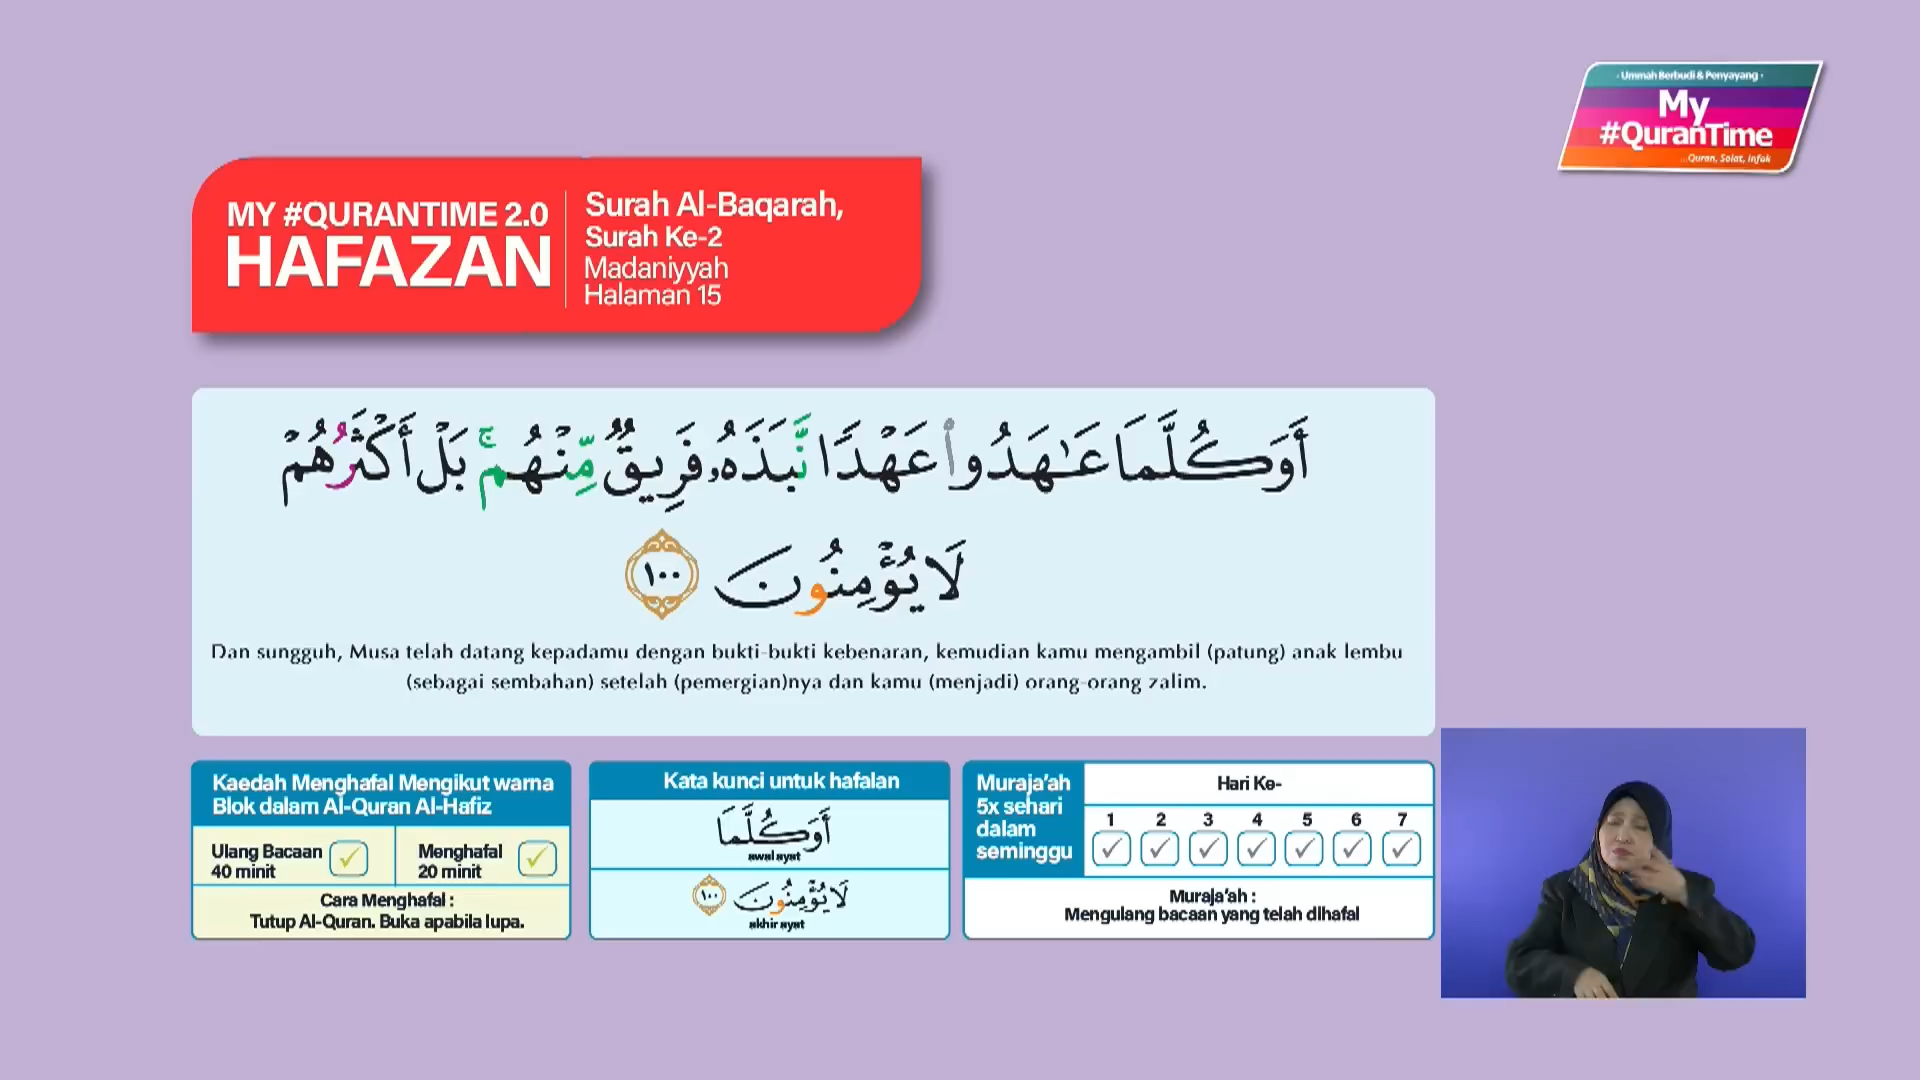 · Ummah Berbudi & Penyayang ·
My
#QuranTime
...Quran, Solat, Infak
MY #QURANTIME 2.0
HAFAZAN
Surah Al-Baqarah,
Surah Ke-2
Madaniyyah
Halaman 15
أَوَكُلَّمَا عَـٰهَدُوا۟ عَهْدًا نَّبَذَهُۥ فَرِيقٌ مِّنْهُم ۚ بَلْ أَكْثَرُهُمْ
لَا يُؤْمِنُونَ ١٠٠
Dan sungguh, Musa telah datang kepadamu dengan bukti-bukti kebenaran, kemudian kamu mengambil (patung) anak lembu
(sebagai sembahan) setelah (pemergian)nya dan kamu (menjadi) orang-orang zalim.
Kaedah Menghafal Mengikut warna
Blok dalam Al-Quran Al-Hafiz
Ulang Bacaan
40 minit
Menghafal
20 minit
Cara Menghafal :
Tutup Al-Quran. Buka apabila lupa.
Kata kunci untuk hafalan
أَوَكُلَّمَا
awal ayat
لَا يُؤْمِنُونَ ١٠٠
akhir ayat
Muraja'ah
5x sehari
dalam
seminggu
Hari Ke-
1 2 3 4 5 6 7
Muraja'ah :
Mengulang bacaan yang telah dihafal